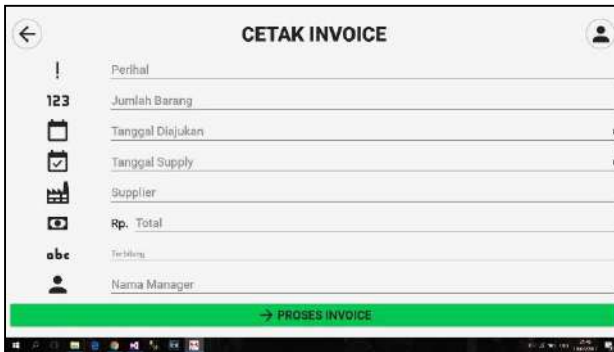 CETAK INVOICE
Perihal
123 Jumlah Barang
Tanggal Diajukan
Tanggal Supply
Supplier
Rp. Total
abc Terbilang
Nama Manager
→ PROSES INVOICE